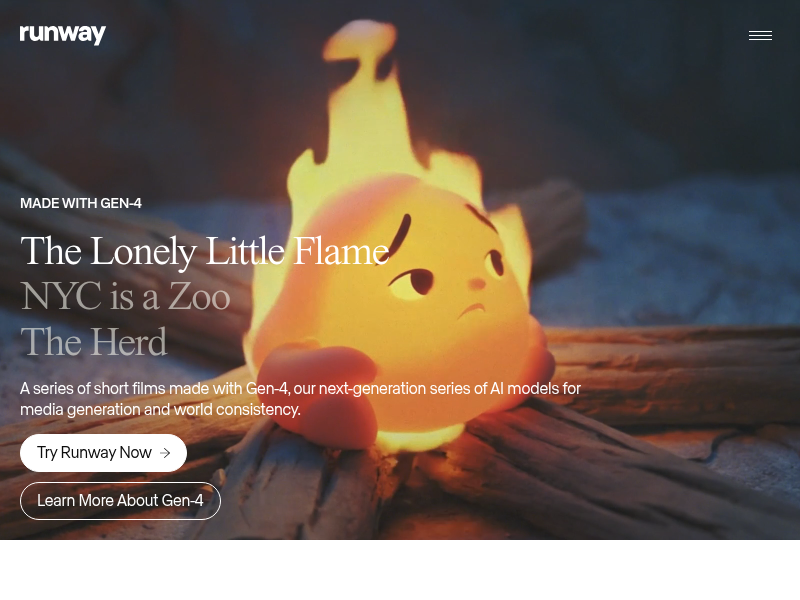 runway
MADE WITH GEN-4
The Lonely Little Flame
NYC is a Zoo
The Herd
A series of short films made with Gen-4, our next-generation series of AI models for
media generation and world consistency.
Try Runway Now
Learn More About Gen-4